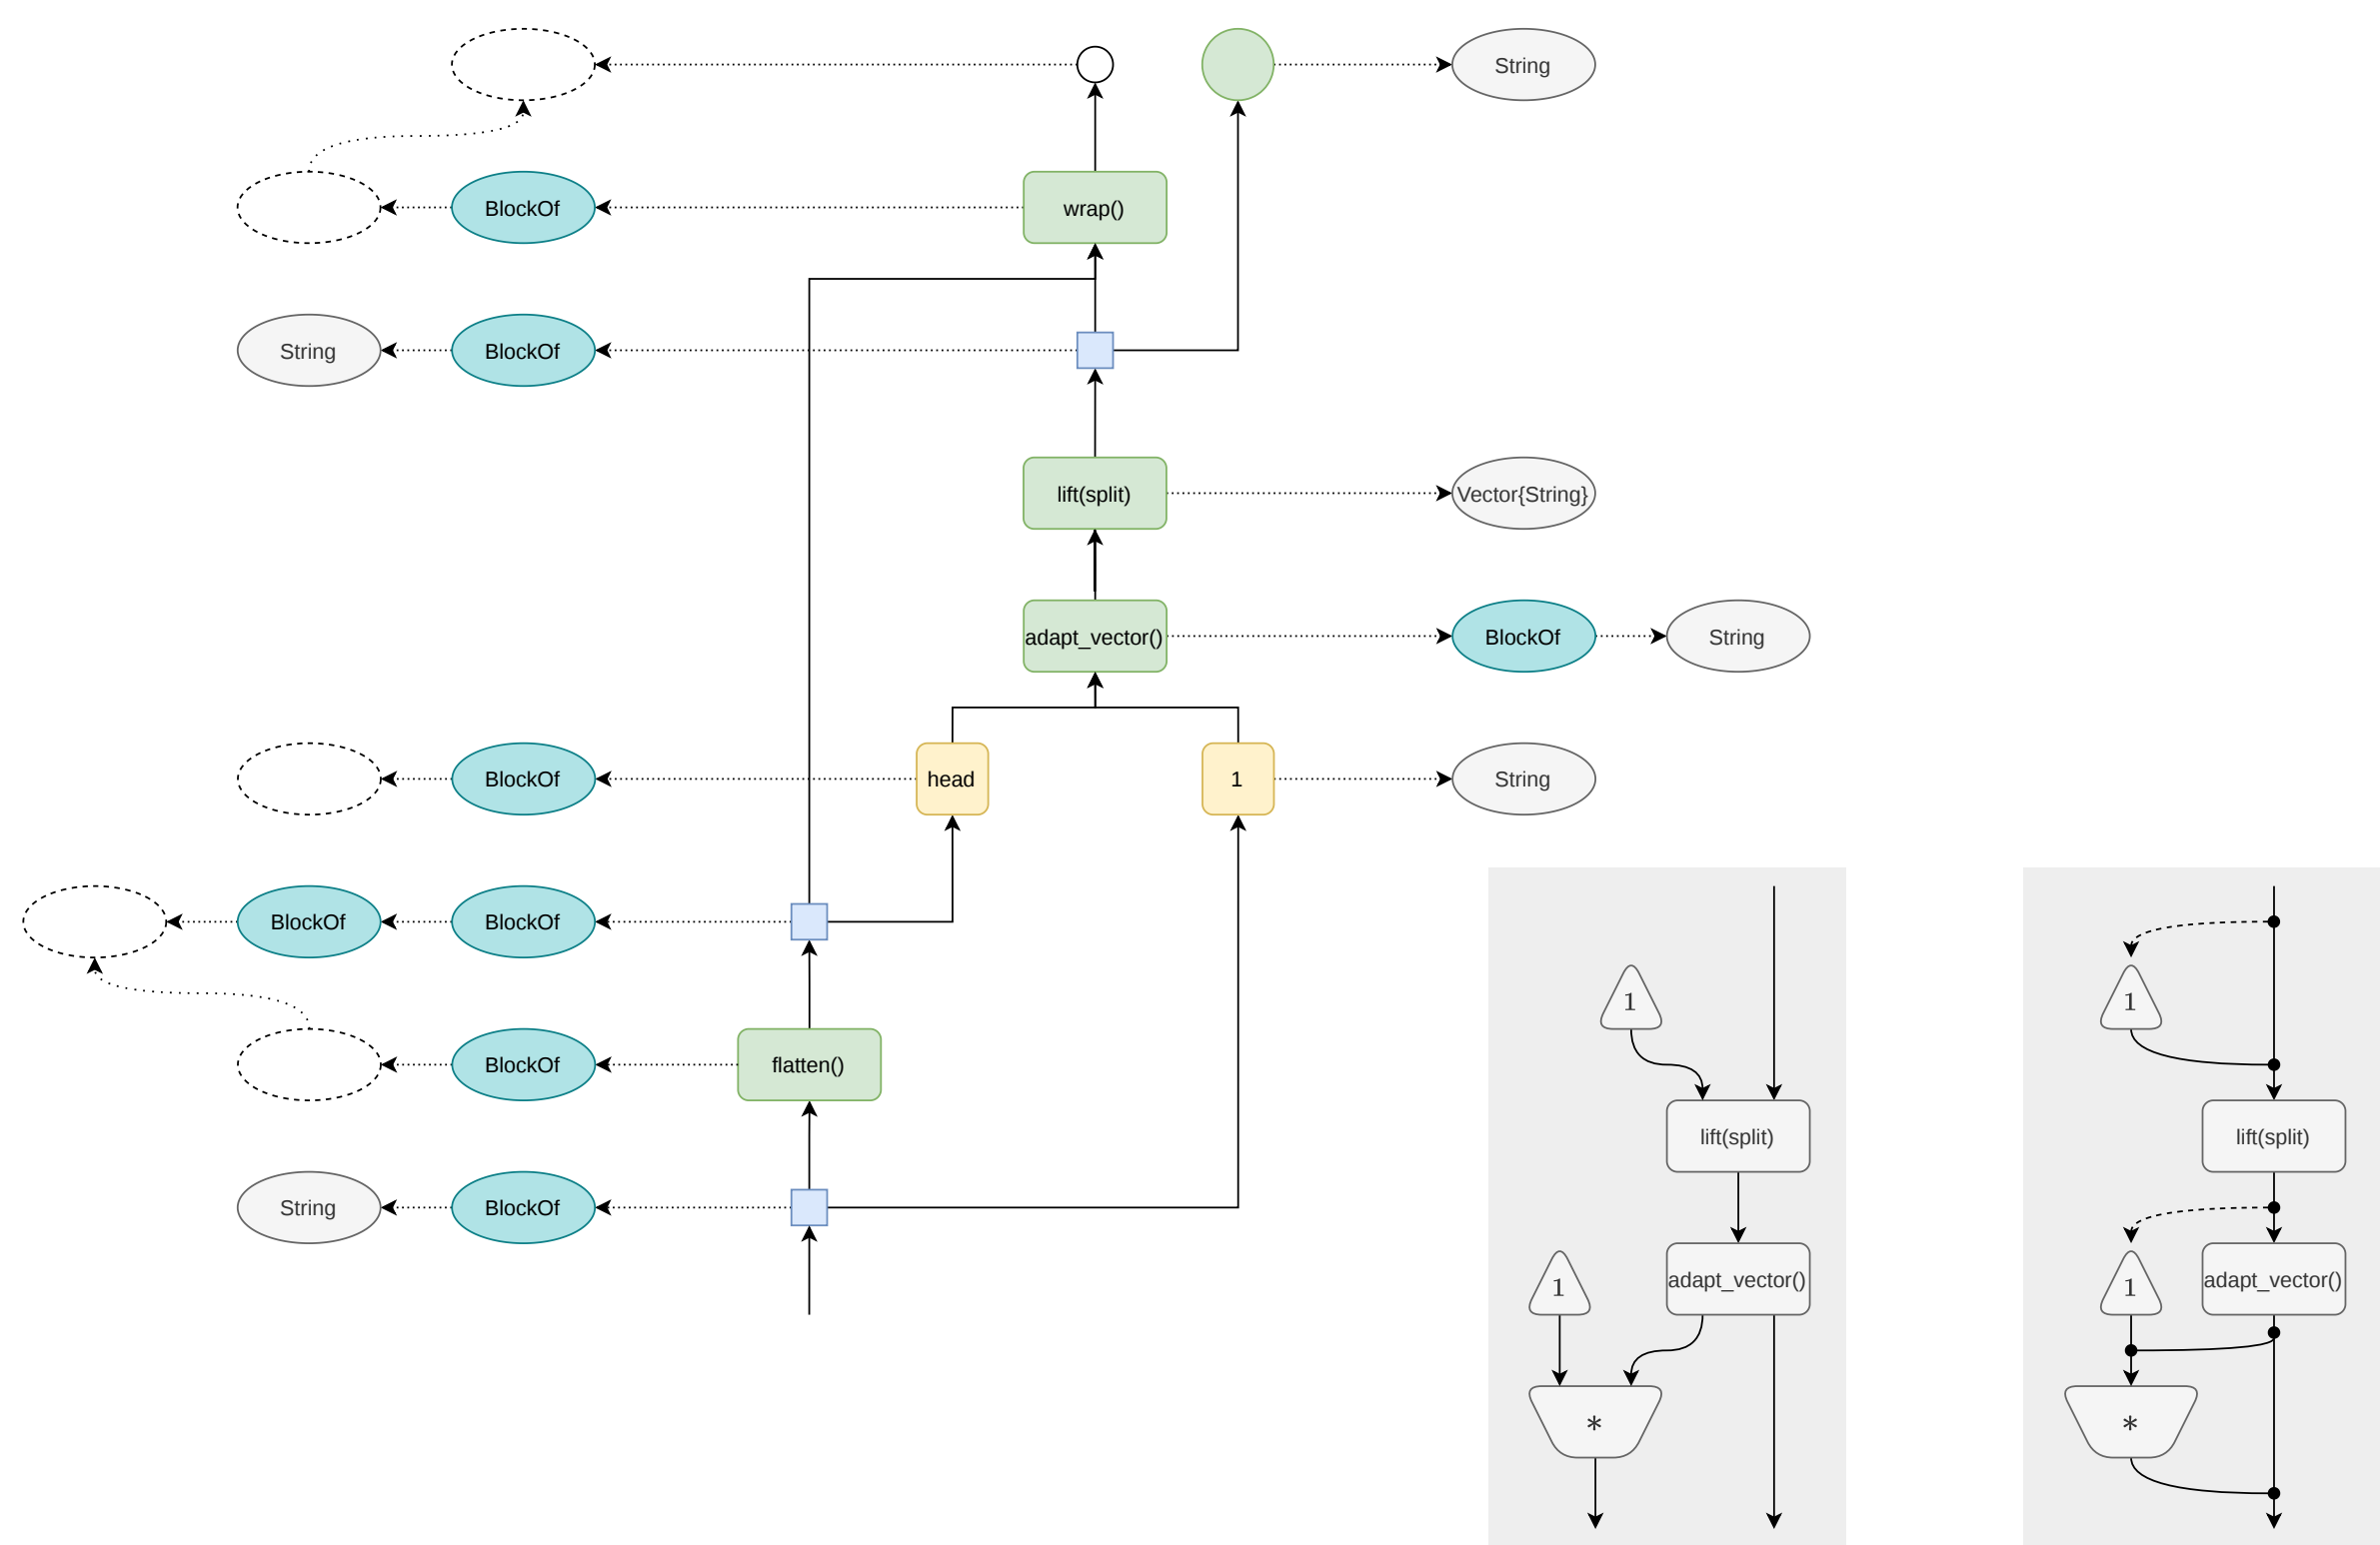 String
BlockOf
wrap()
String
BlockOf
lift(split)
Vector{String}
adapt_vector()
BlockOf
String
BlockOf
head
1
String
BlockOf
BlockOf
1
1
BlockOf
flatten()
lift(split)
lift(split)
String
BlockOf
1
adapt_vector()
1
adapt_vector()
*
*